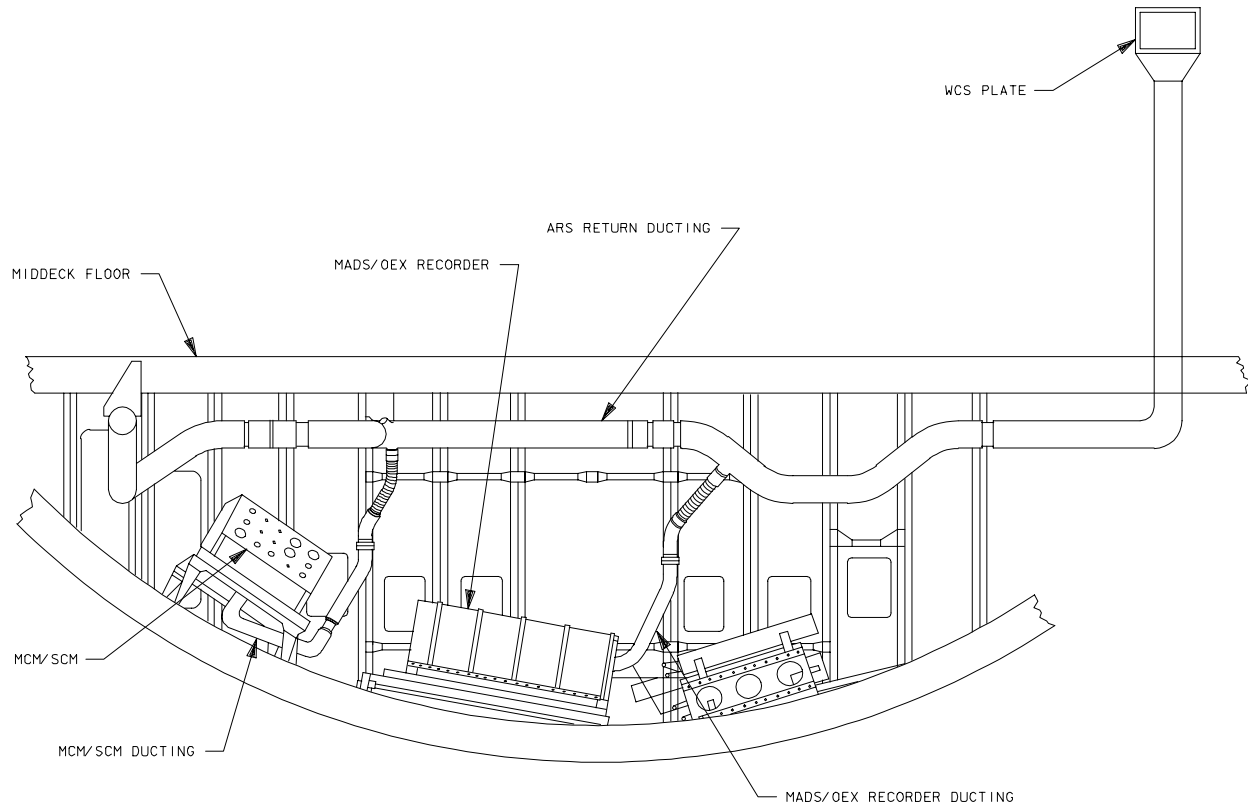 WCS PLATE
ARS RETURN DUCTING
MADS/OEX RECORDER
MIDDECK FLOOR
MCM/SCM
MCM/SCM DUCTING
MADS/OEX RECORDER DUCTING